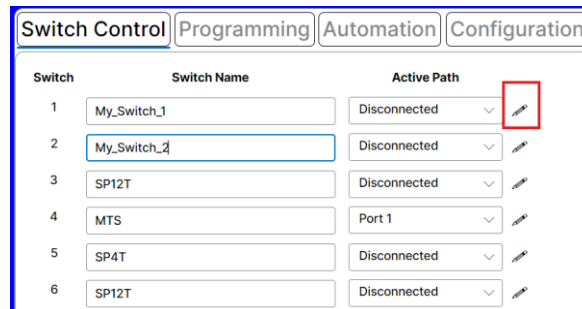 Switch Control Programming Automation Configuration
Switch Switch Name Active Path
1 My_Switch_1 Disconnected
2 My_Switch_2 Disconnected
3 SP12T Disconnected
4 MTS Port 1
5 SP4T Disconnected
6 SP12T Disconnected